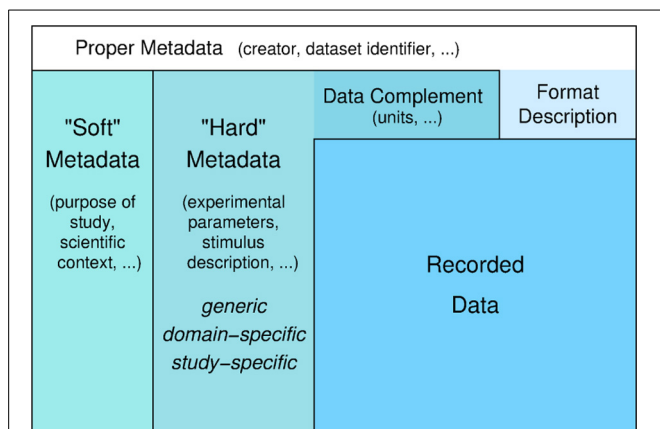 Proper Metadata (creator, dataset identifier, ...)
"Soft"
Metadata
(purpose of
study,
scientific
context, ...)
"Hard"
Metadata
(experimental
parameters,
stimulus
description, ...)
generic
domain−specific
study−specific
Data Complement
(units, ...)
Format
Description
Recorded
Data